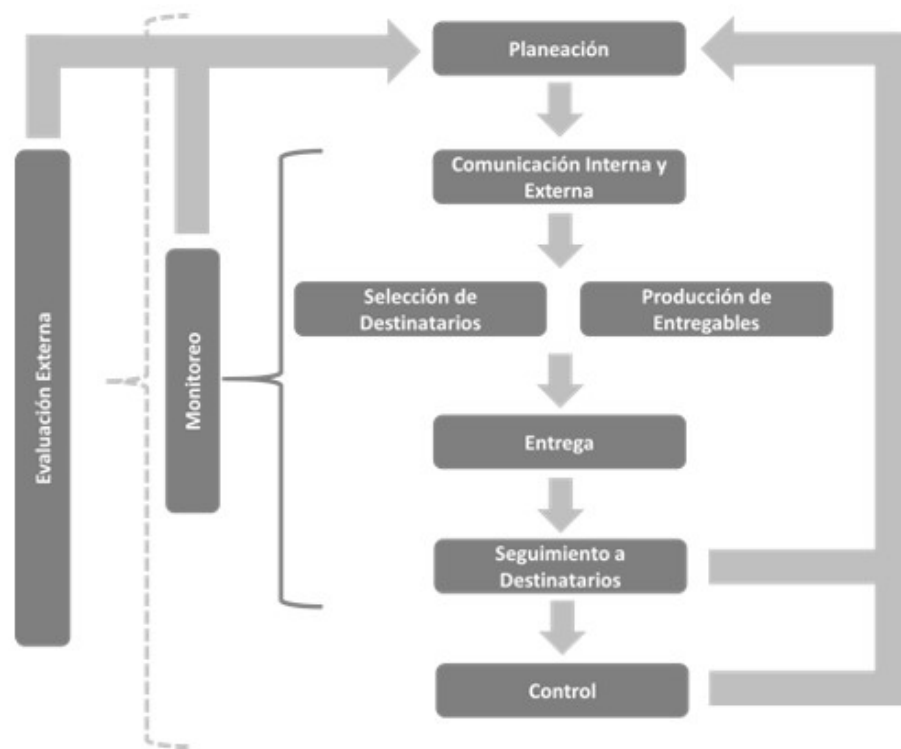 Planeación
Comunicación Interna y
Externa
Selección de
Destinatarios
Producción de
Entregables
Entrega
Seguimiento a
Destinatarios
Control
Monitoreo
Evaluación Externa